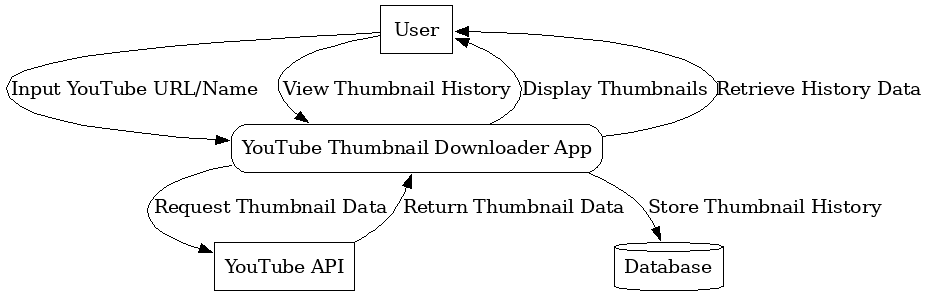 User
Input YouTube URL/Name
View Thumbnail History
Display Thumbnails
Retrieve History Data
YouTube Thumbnail Downloader App
Request Thumbnail Data
Return Thumbnail Data
Store Thumbnail History
YouTube API
Database